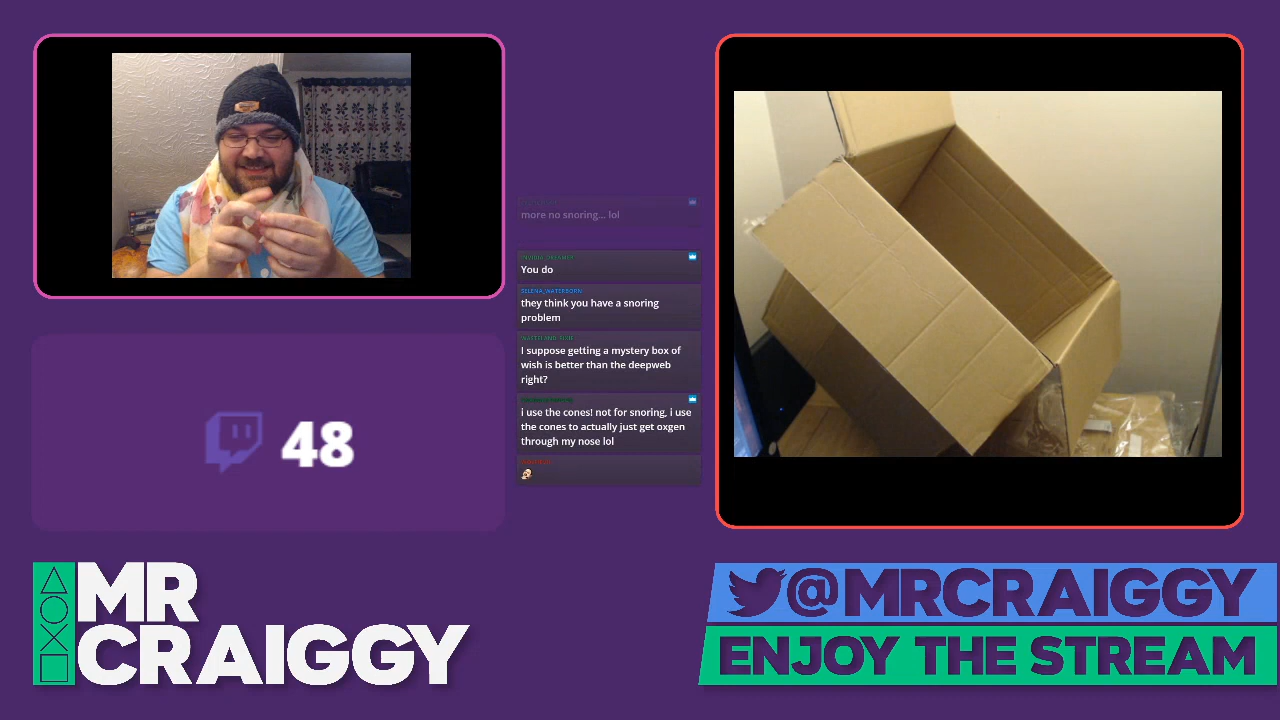 more no snoring... lol
You do
SELENA_WATERBORN
they think you have a snoring
problem
I suppose getting a mystery box of
wish is better than the deepweb
right?
i use the cones! not for snoring, i use
the cones to actually just get oxgen
through my nose lol
48
MR
CRAIGGY
@MRCRAIGGY
ENJOY THE STREAM